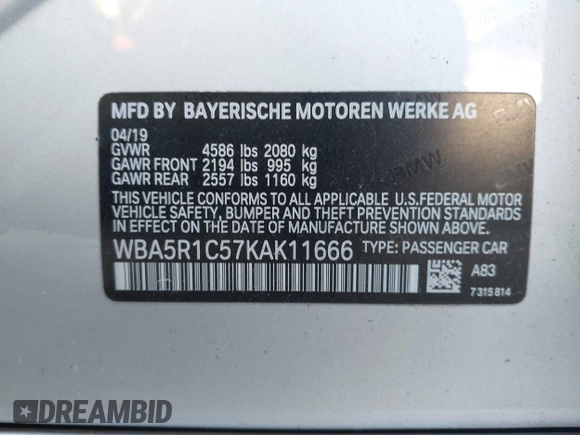 MFD BY BAYERISCHE MOTOREN WERKE AG
04/19
GVWR 4586 lbs 2080 kg
GAWR FRONT 2194 lbs 995 kg
GAWR REAR 2557 lbs 1160 kg
THIS VEHICLE CONFORMS TO ALL APPLICABLE U.S.FEDERAL MOTOR
VEHICLE SAFETY, BUMPER AND THEFT PREVENTION STANDARDS
IN EFFECT ON THE DATE OF MANUFACTURE SHOWN ABOVE.
WBA5R1C57KAK11666 TYPE: PASSENGER CAR
A83
7315814
BMW
DREAMBID